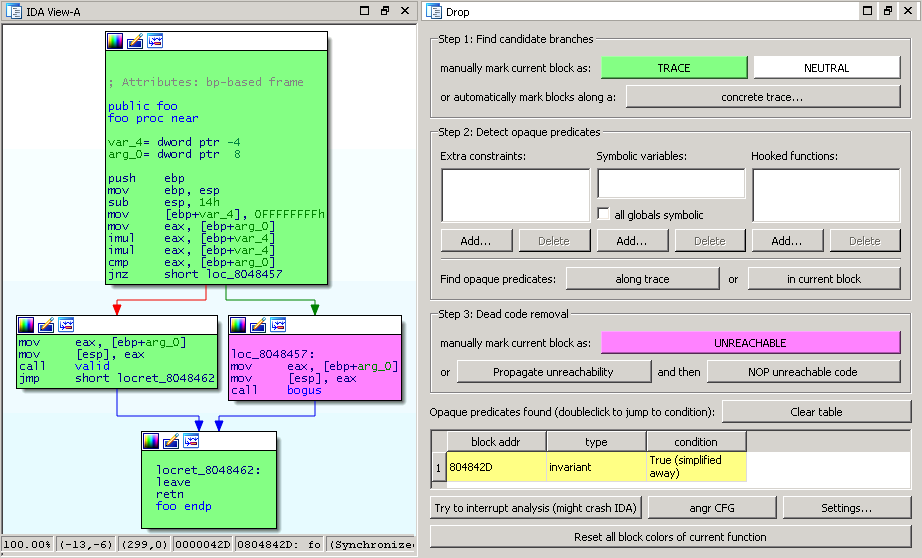 IDA View-A
; Attributes: bp-based frame
public foo
foo proc near
var_4= dword ptr -4
arg_0= dword ptr  8
push    ebp
mov     ebp, esp
sub     esp, 14h
mov     [ebp+var_4], 0FFFFFFFFh
mov     eax, [ebp+arg_0]
imul    eax, [ebp+var_4]
imul    eax, [ebp+var_4]
cmp     eax, [ebp+arg_0]
jnz     short loc_8048457
mov     eax, [ebp+arg_0]
mov     [esp], eax
call    valid
jmp     short locret_8048462
loc_8048457:
mov     eax, [ebp+arg_0]
mov     [esp], eax
call    bogus
locret_8048462:
leave
retn
foo endp
100.00% (-13,-6) (299,0) 0000042D 0804842D: fo (Synchronize
Drop
Step 1: Find candidate branches
manually mark current block as: TRACE NEUTRAL
or automatically mark blocks along a: concrete trace...
Step 2: Detect opaque predicates
Extra constraints: Symbolic variables: Hooked functions:
all globals symbolic
Add... Delete Add... Delete Add... Delete
Find opaque predicates: along trace or in current block
Step 3: Dead code removal
manually mark current block as: UNREACHABLE
or Propagate unreachability and then NOP unreachable code
Opaque predicates found (doubleclick to jump to condition): Clear table
block addr type condition
1 804842D invariant True (simplified
away)
Try to interrupt analysis (might crash IDA) angr CFG Settings...
Reset all block colors of current function